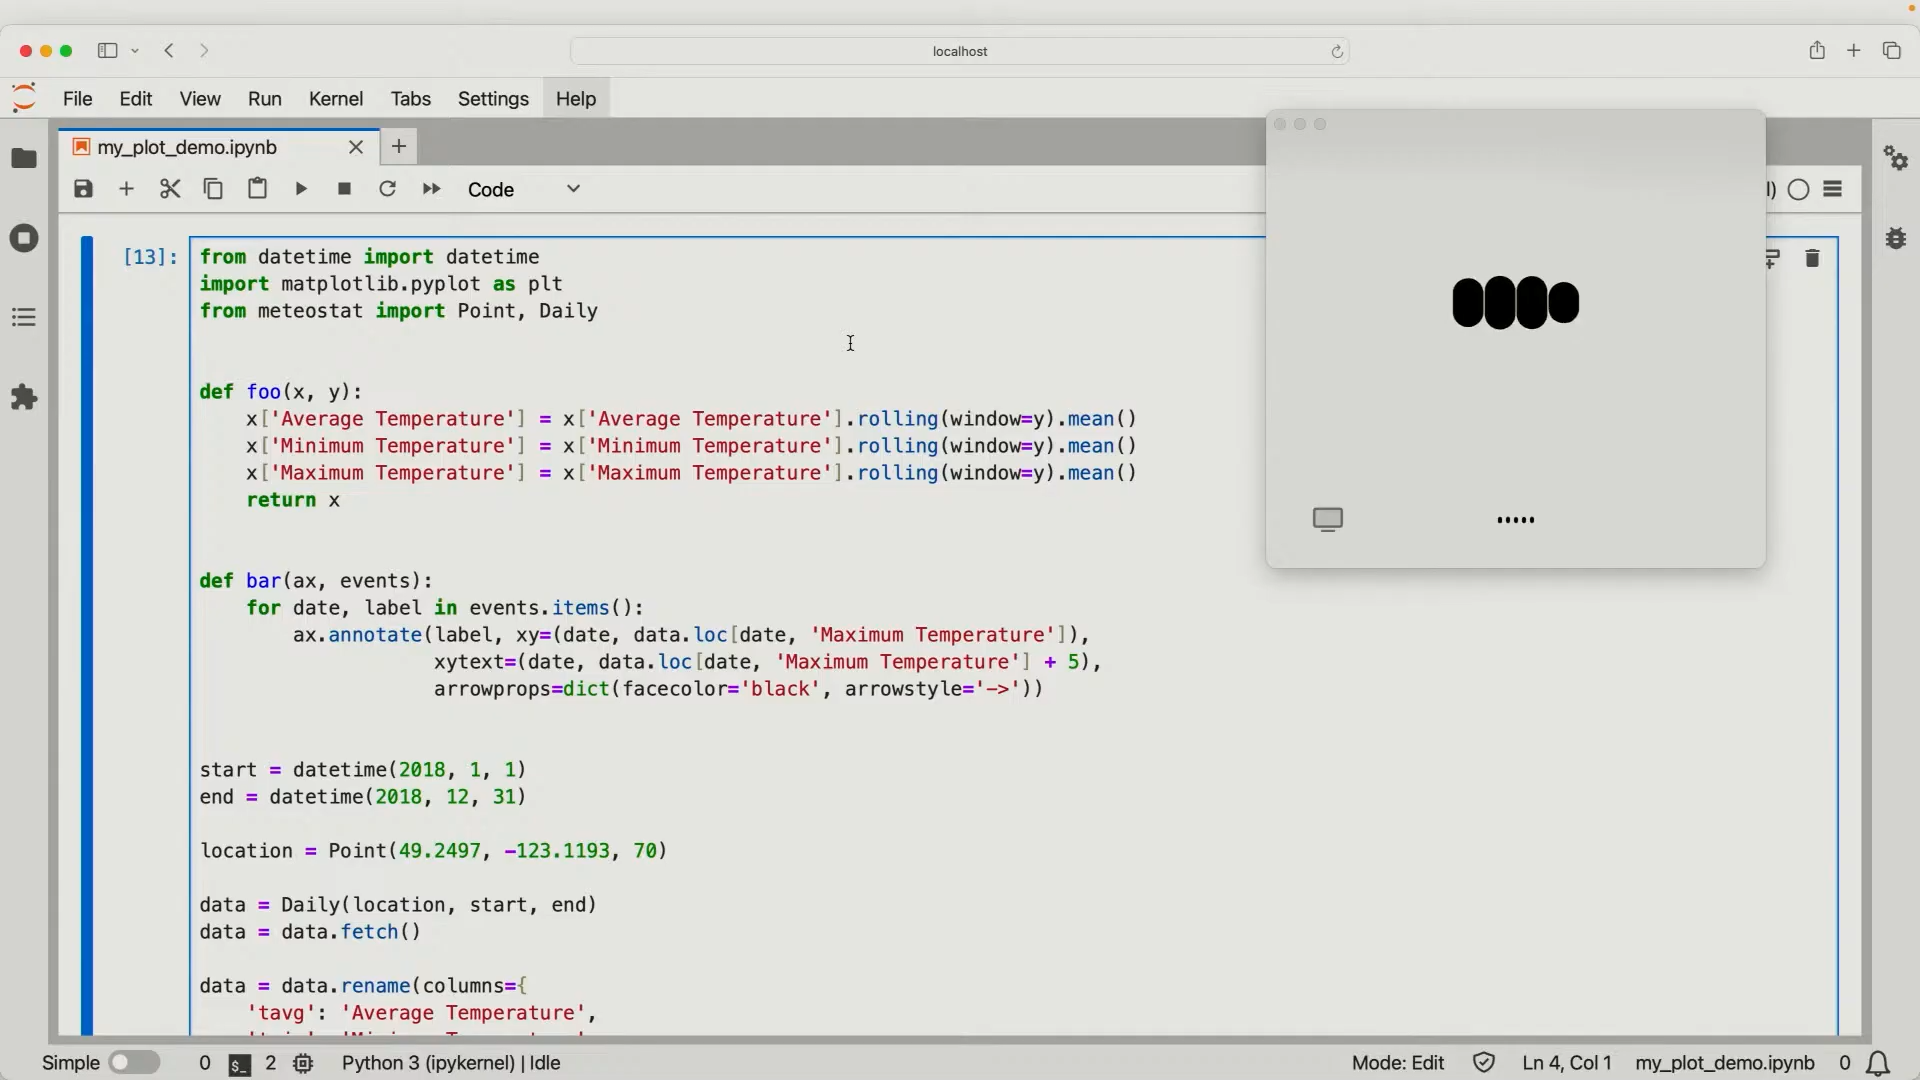 localhost
File Edit View Run Kernel Tabs Settings Help
my_plot_demo.ipynb
Code
l)
[13]:
from datetime import datetime
import matplotlib.pyplot as plt
from meteostat import Point, Daily
def foo(x, y):
x['Average Temperature'] = x['Average Temperature'].rolling(window=y).mean()
x['Minimum Temperature'] = x['Minimum Temperature'].rolling(window=y).mean()
x['Maximum Temperature'] = x['Maximum Temperature'].rolling(window=y).mean()
return x
def bar(ax, events):
for date, label in events.items():
ax.annotate(label, xy=(date, data.loc[date, 'Maximum Temperature']),
xytext=(date, data.loc[date, 'Maximum Temperature'] + 5),
arrowprops=dict(facecolor='black', arrowstyle='->'))
start = datetime(2018, 1, 1)
end = datetime(2018, 12, 31)
location = Point(49.2497, -123.1193, 70)
data = Daily(location, start, end)
data = data.fetch()
data = data.rename(columns={
'tavg': 'Average Temperature',
Simple 0 $_ 2 Python 3 (ipykernel) | Idle Mode: Edit Ln 4, Col 1 my_plot_demo.ipynb 0